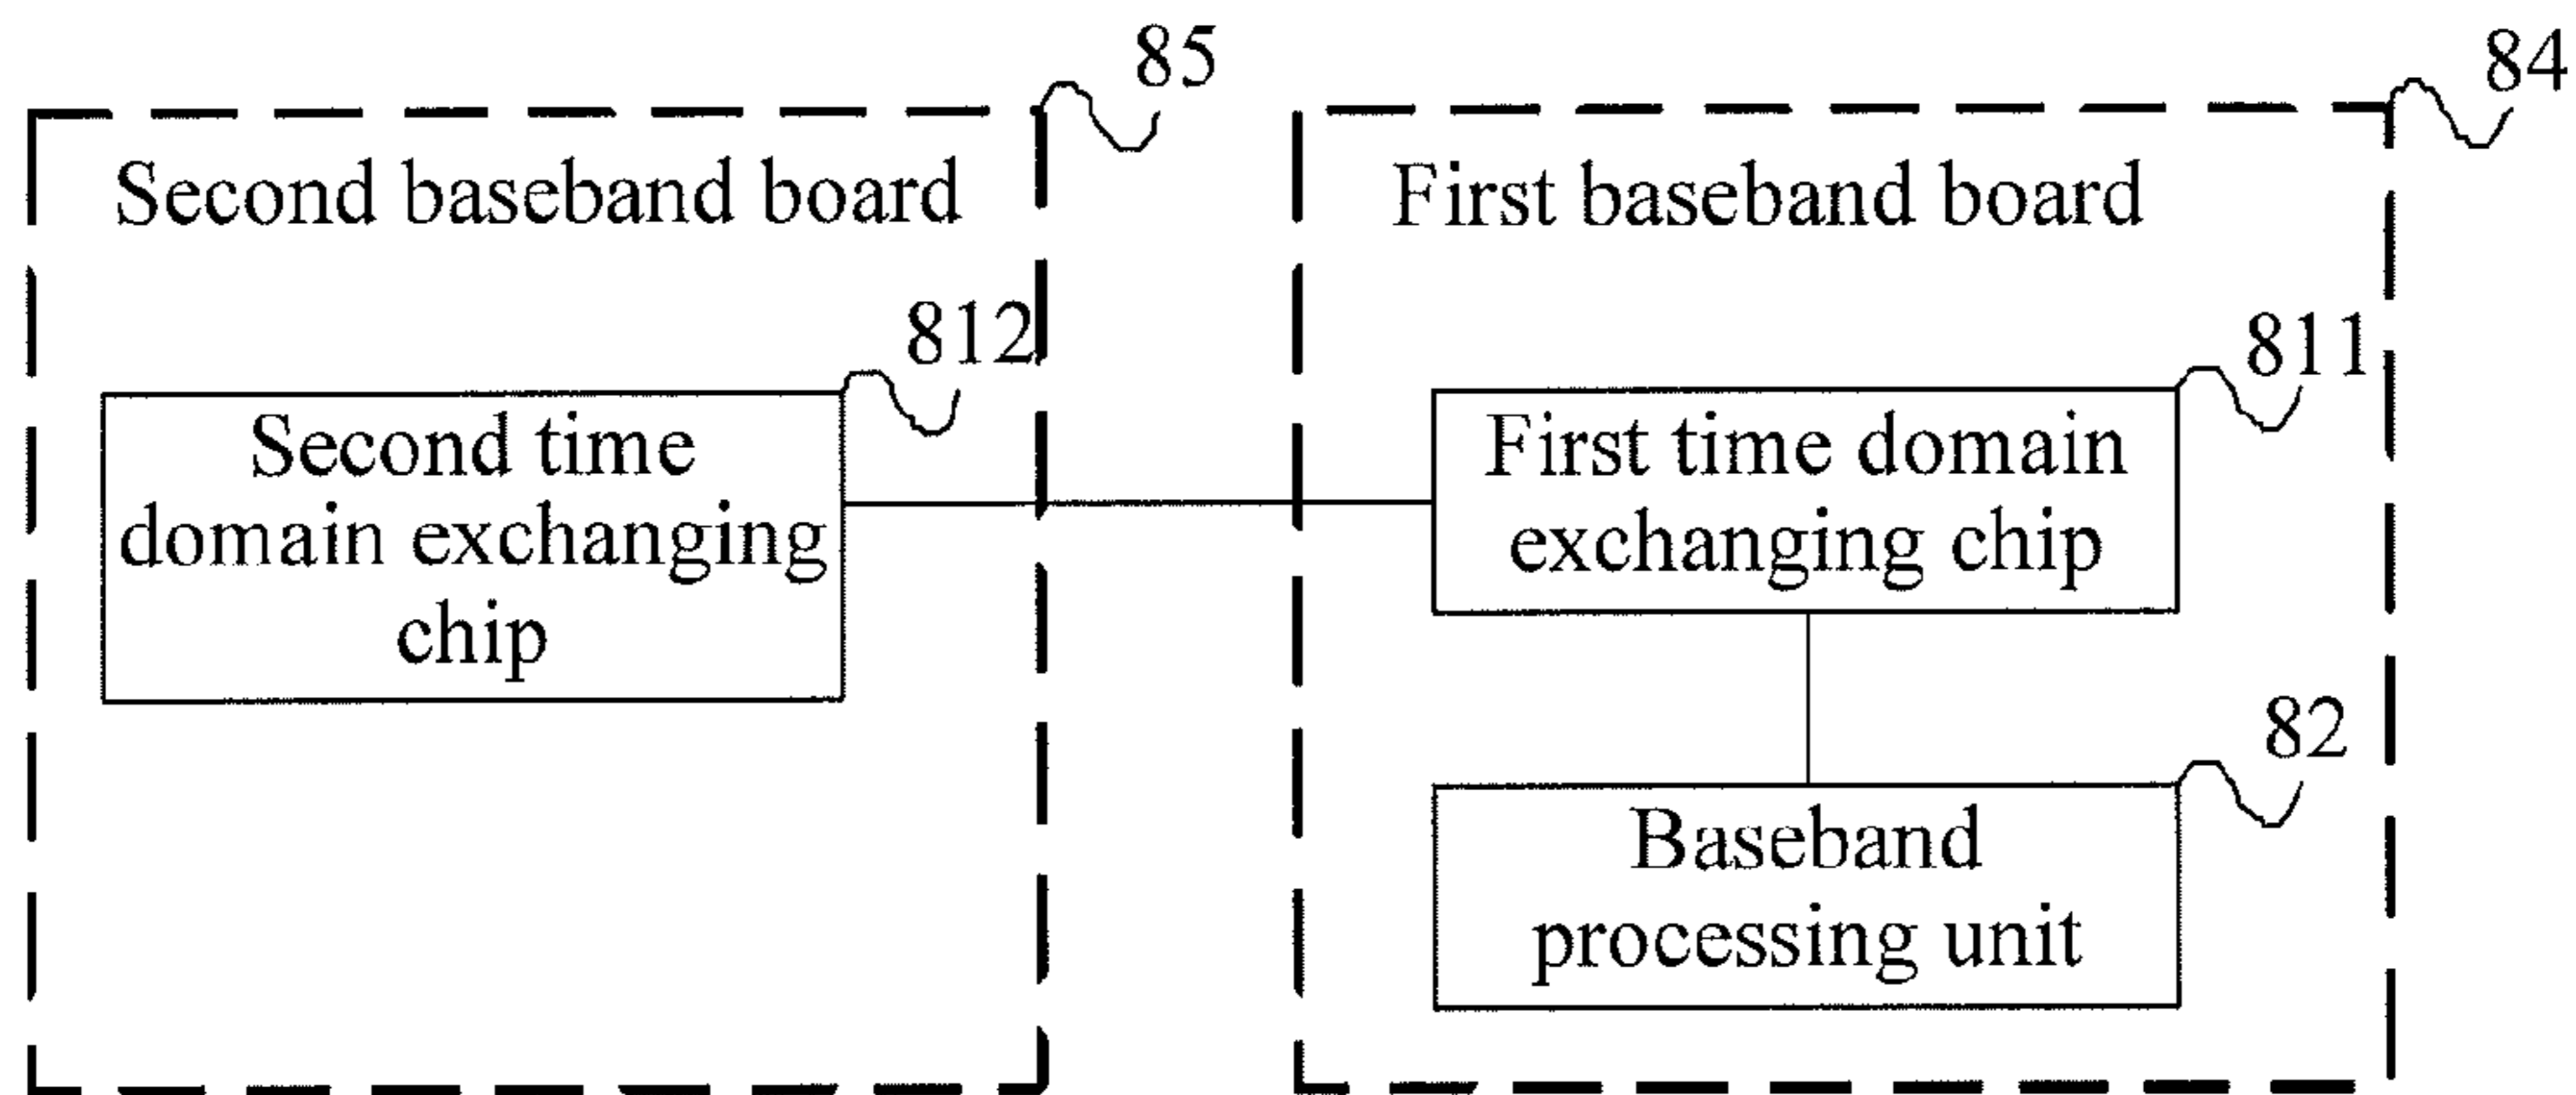 85
84
Second baseband board
First baseband board
812
811
Second time
domain exchanging
chip
First time domain
exchanging chip
82
Baseband
processing unit